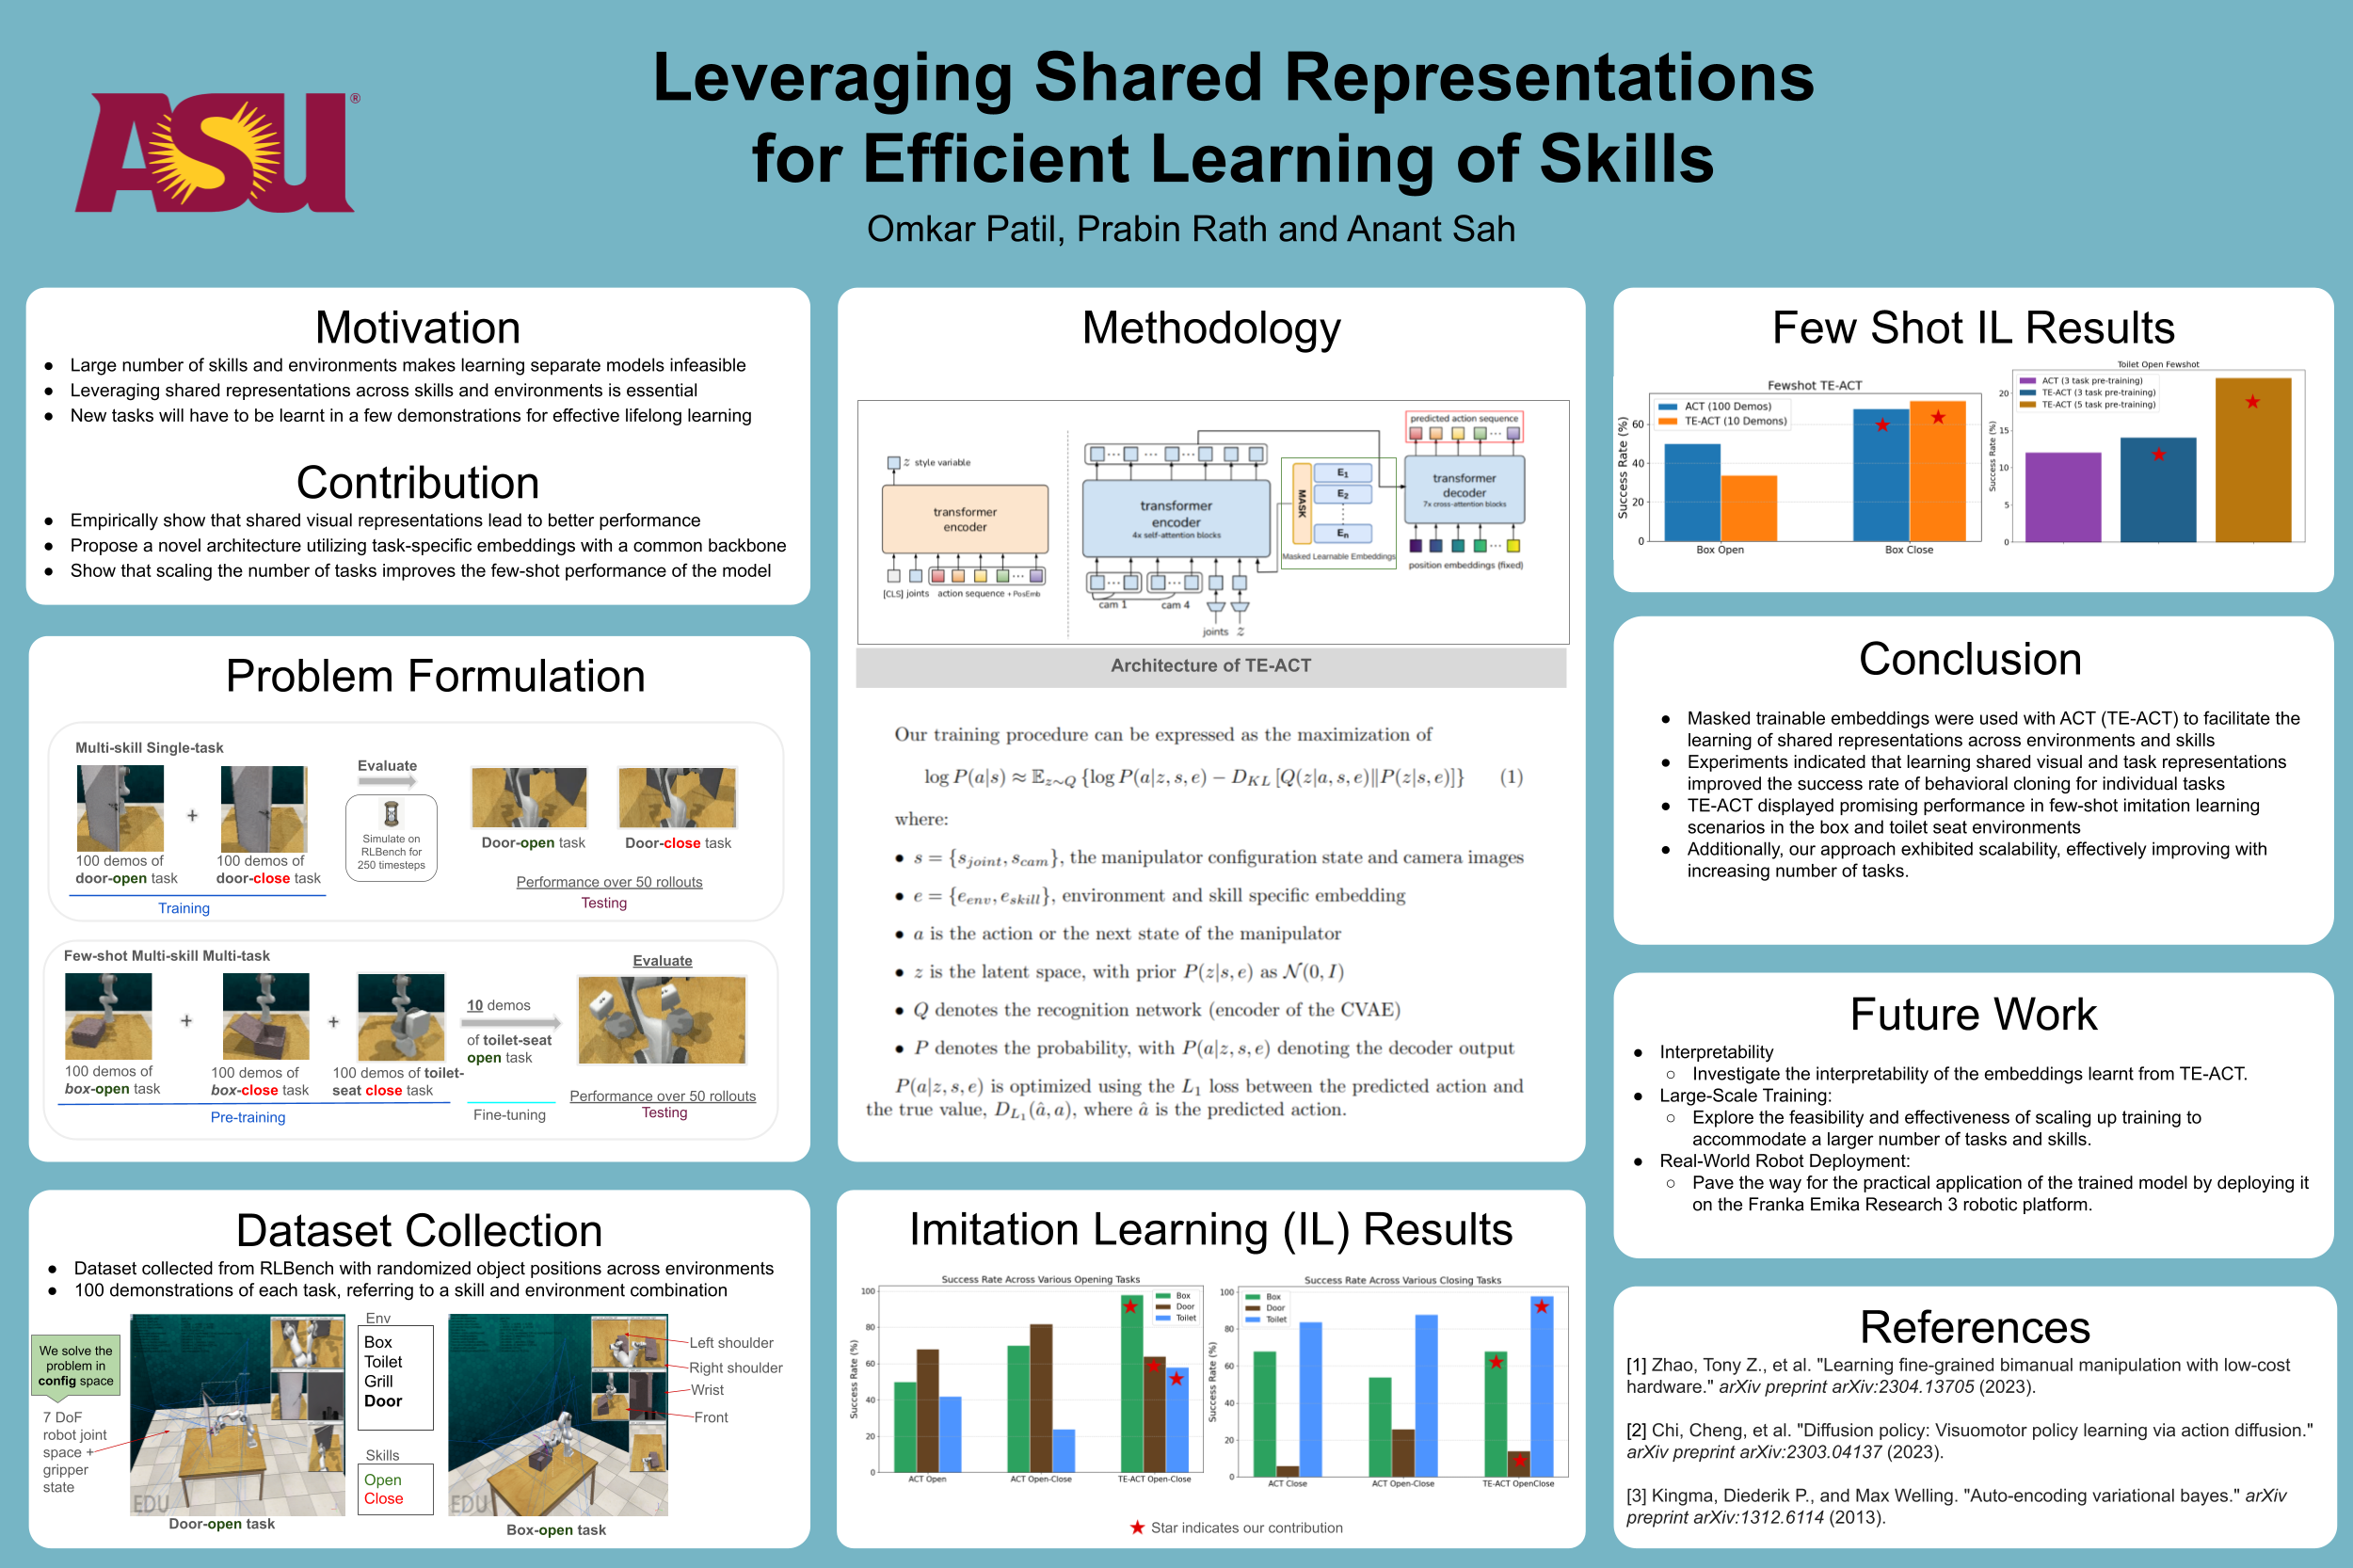 ASU®
Leveraging Shared Representations
for Efficient Learning of Skills
Omkar Patil, Prabin Rath and Anant Sah
Motivation
● Large number of skills and environments makes learning separate models infeasible
● Leveraging shared representations across skills and environments is essential
● New tasks will have to be learnt in a few demonstrations for effective lifelong learning
Contribution
● Empirically show that shared visual representations lead to better performance
● Propose a novel architecture utilizing task-specific embeddings with a common backbone
● Show that scaling the number of tasks improves the few-shot performance of the model
Problem Formulation
Multi-skill Single-task
+
100 demos of
door-open task
100 demos of
door-close task
Training
Evaluate
Simulate on
RLBench for
250 timesteps
Door-open task
Door-close task
Performance over 50 rollouts
Testing
Few-shot Multi-skill Multi-task
+
+
100 demos of
box-open task
100 demos of
box-close task
100 demos of toilet-
seat close task
Pre-training
10 demos
of toilet-seat
open task
Fine-tuning
Evaluate
Performance over 50 rollouts
Testing
Dataset Collection
● Dataset collected from RLBench with randomized object positions across environments
● 100 demonstrations of each task, referring to a skill and environment combination
We solve the
problem in
config space
7 DoF
robot joint
space +
gripper
state
EDU
Door-open task
Env
Box
Toilet
Grill
Door
Skills
Open
Close
EDU
Box-open task
Left shoulder
Right shoulder
Wrist
Front
Methodology
z style variable
transformer
encoder
[CLS] joints action sequence + PosEmb
transformer
encoder
4x self-attention blocks
cam 1 cam 4
joints z
MASK
E1
E2
En
Masked Learnable Embeddings
predicted action sequence
transformer
decoder
7x cross-attention blocks
position embeddings (fixed)
Architecture of TE-ACT
Our training procedure can be expressed as the maximization of
log P(a|s) ≈ 𝔼z∼Q {log P(a|z, s, e) − DKL [Q(z|a, s, e)||P(z|s, e)]} (1)
where:
• s = {sjoint, scam}, the manipulator configuration state and camera images
• e = {eenv, eskill}, environment and skill specific embedding
• a is the action or the next state of the manipulator
• z is the latent space, with prior P(z|s, e) as 𝒩(0, I)
• Q denotes the recognition network (encoder of the CVAE)
• P denotes the probability, with P(a|z, s, e) denoting the decoder output
P(a|z, s, e) is optimized using the L1 loss between the predicted action and
the true value, DL1(â, a), where â is the predicted action.
Imitation Learning (IL) Results
Success Rate Across Various Opening Tasks
Success Rate (%)
100
80
60
40
20
0
Box
Door
Toilet
ACT Open ACT Open-Close TE-ACT Open-Close
Success Rate Across Various Closing Tasks
Success Rate (%)
100
80
60
40
20
0
Box
Door
Toilet
ACT Close ACT Open-Close TE-ACT OpenClose
★ Star indicates our contribution
Few Shot IL Results
Fewshot TE-ACT
Success Rate (%)
60
40
20
0
ACT (100 Demos)
TE-ACT (10 Demons)
Box Open Box Close
Toilet Open Fewshot
Success Rate (%)
20
15
10
5
0
ACT (3 task pre-training)
TE-ACT (3 task pre-training)
TE-ACT (5 task pre-training)
Conclusion
● Masked trainable embeddings were used with ACT (TE-ACT) to facilitate the
learning of shared representations across environments and skills
● Experiments indicated that learning shared visual and task representations
improved the success rate of behavioral cloning for individual tasks
● TE-ACT displayed promising performance in few-shot imitation learning
scenarios in the box and toilet seat environments
● Additionally, our approach exhibited scalability, effectively improving with
increasing number of tasks.
Future Work
● Interpretability
○ Investigate the interpretability of the embeddings learnt from TE-ACT.
● Large-Scale Training:
○ Explore the feasibility and effectiveness of scaling up training to
accommodate a larger number of tasks and skills.
● Real-World Robot Deployment:
○ Pave the way for the practical application of the trained model by deploying it
on the Franka Emika Research 3 robotic platform.
References
[1] Zhao, Tony Z., et al. "Learning fine-grained bimanual manipulation with low-cost
hardware." arXiv preprint arXiv:2304.13705 (2023).
[2] Chi, Cheng, et al. "Diffusion policy: Visuomotor policy learning via action diffusion."
arXiv preprint arXiv:2303.04137 (2023).
[3] Kingma, Diederik P., and Max Welling. "Auto-encoding variational bayes." arXiv
preprint arXiv:1312.6114 (2013).